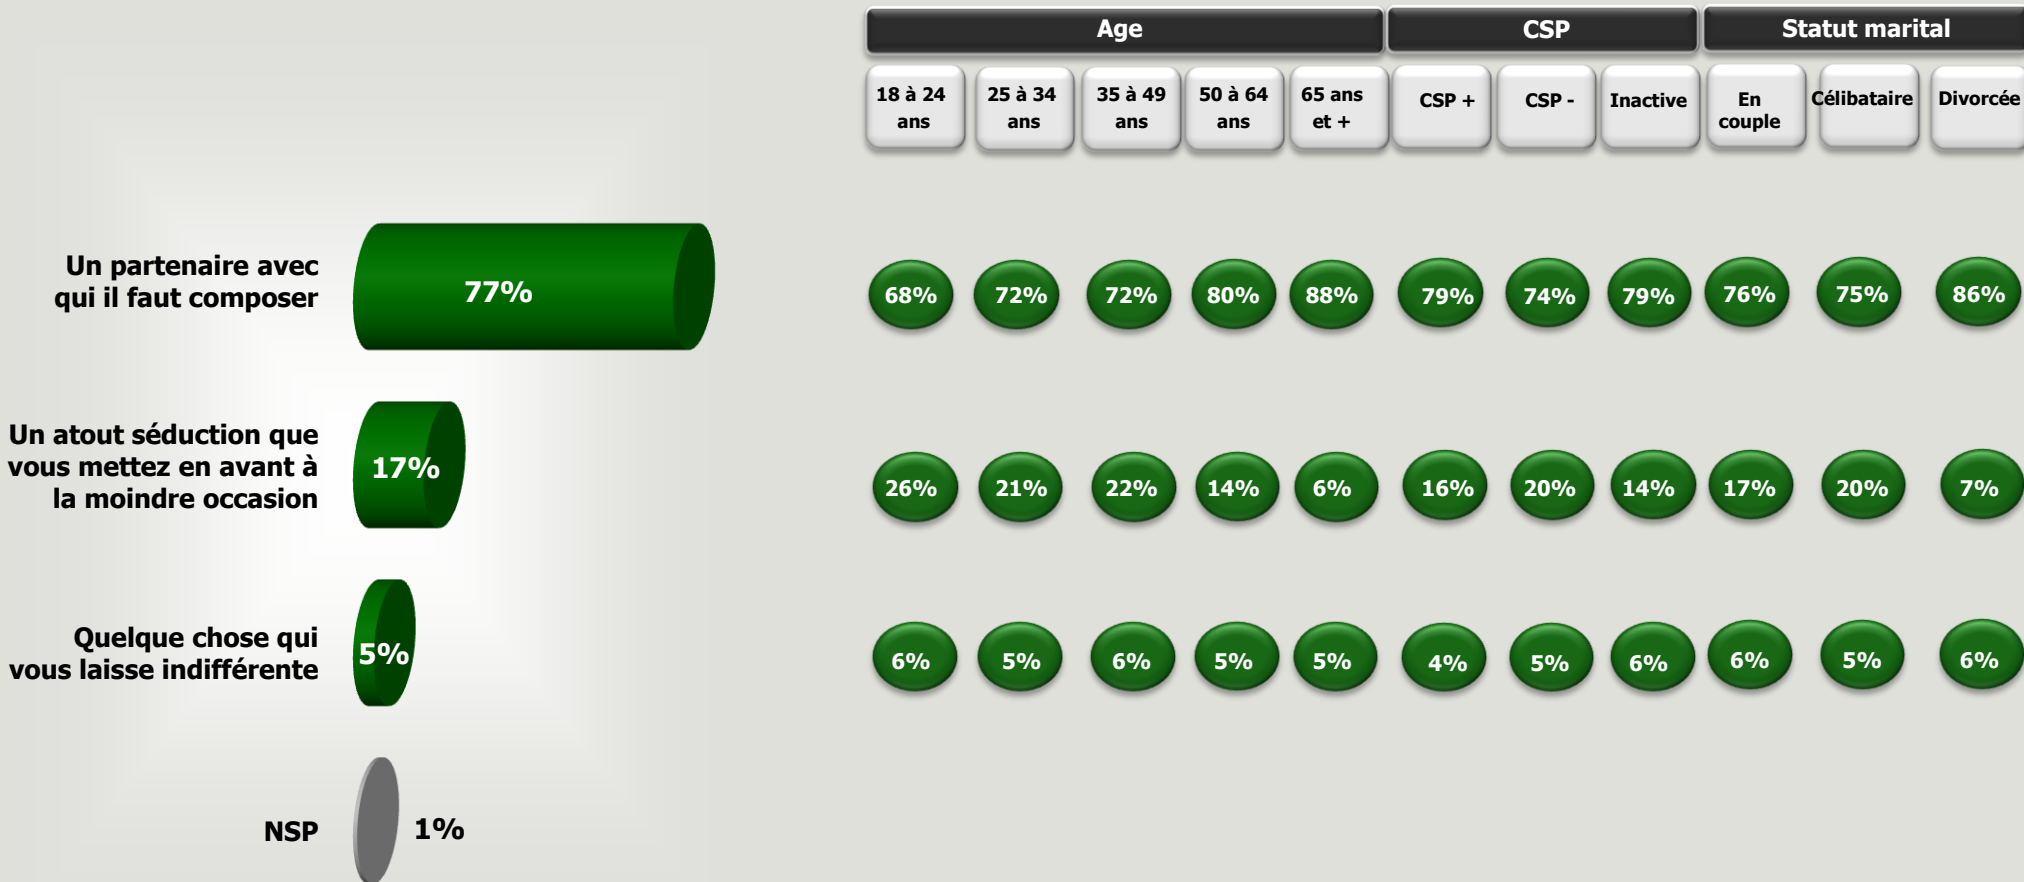 Age CSP Statut marital
18 à 24 25 à 34 35 à 49 50 à 64 65 ans CSP + CSP - Inactive En Célibataire Divorcée
ans ans ans ans et + couple
Un partenaire avec
qui il faut composer
77% 68% 72% 72% 80% 88% 79% 74% 79% 76% 75% 86%
Un atout séduction que
vous mettez en avant à
la moindre occasion
17% 26% 21% 22% 14% 6% 16% 20% 14% 17% 20% 7%
Quelque chose qui
vous laisse indifférente
5% 6% 5% 6% 5% 5% 4% 5% 6% 6% 5% 6%
NSP 1%